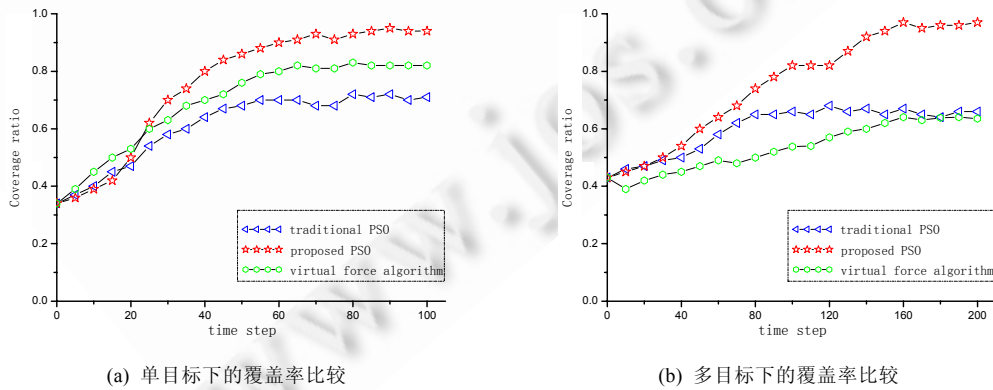 1.0
0.8
0.6
0.4
0.2
0.0
Coverage ratio
0 20 40 60 80 100
time step
traditional PSO
proposed PSO
virtual force algorithm
(a) 单目标下的覆盖率比较
1.0
0.8
0.6
0.4
0.2
0.0
Coverage ratio
0 40 80 120 160 200
time step
traditional PSO
proposed PSO
virtual force algorithm
(b) 多目标下的覆盖率比较